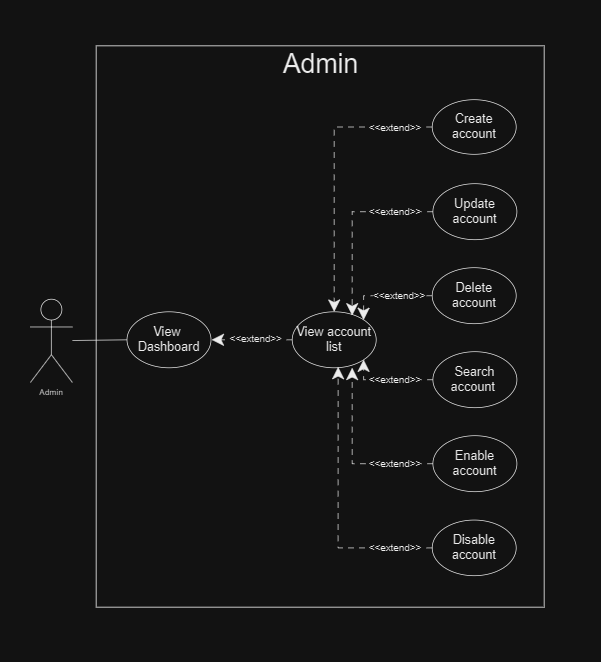 Admin
Create
account
<<extend>>
Update
account
<<extend>>
Delete
account
<<extend>>
View
Dashboard
<<extend>>
View account
list
Admin
Search
account
<<extend>>
Enable
account
<<extend>>
Disable
account
<<extend>>